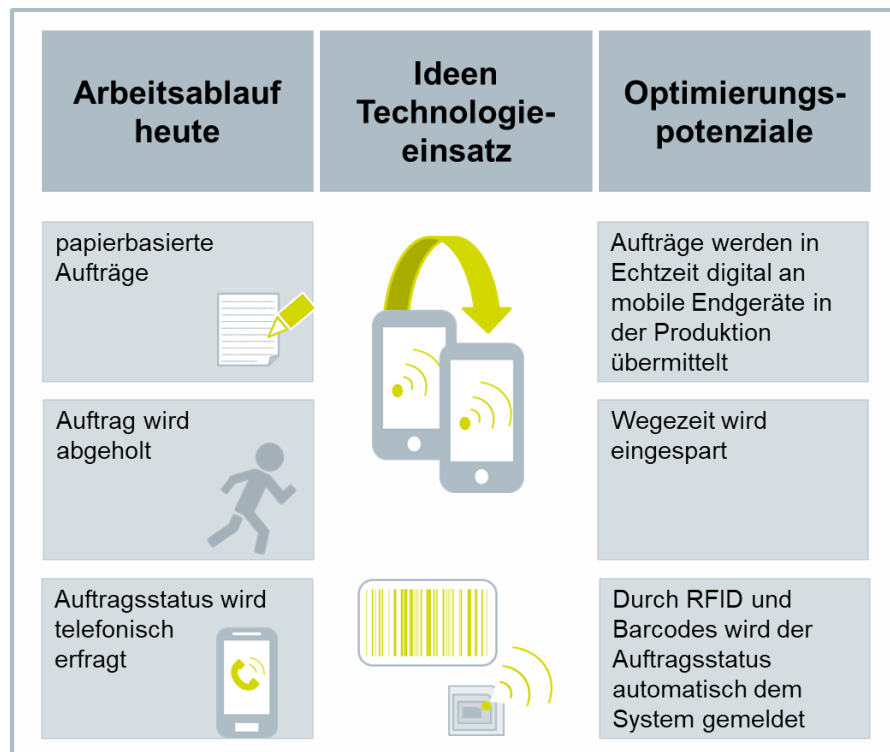 Arbeitsablauf
heute
Ideen
Technologie-
einsatz
Optimierungs-
potenziale
papierbasierte
Aufträge
Aufträge werden in
Echtzeit digital an
mobile Endgeräte in
der Produktion
übermittelt
Auftrag wird
abgeholt
Wegezeit wird
eingespart
Auftragsstatus wird
telefonisch
erfragt
Durch RFID und
Barcodes wird der
Auftragsstatus
automatisch dem
System gemeldet